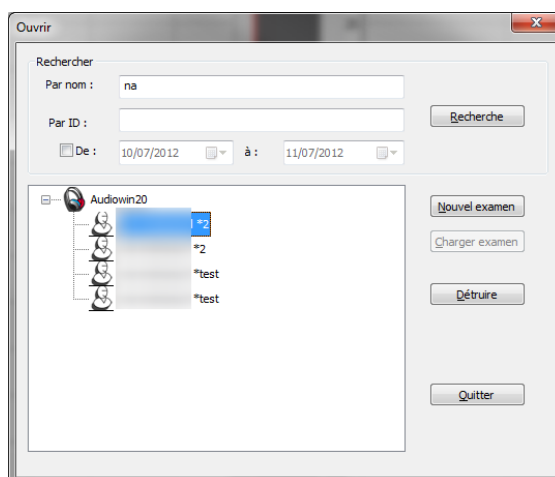 Ouvrir
Rechercher
Par nom : na
Par ID :
Recherche
De : 10/07/2012 à : 11/07/2012
Audiowin20
*2
*2
*test
*test
Nouvel examen
Charger examen
Détruire
Quitter